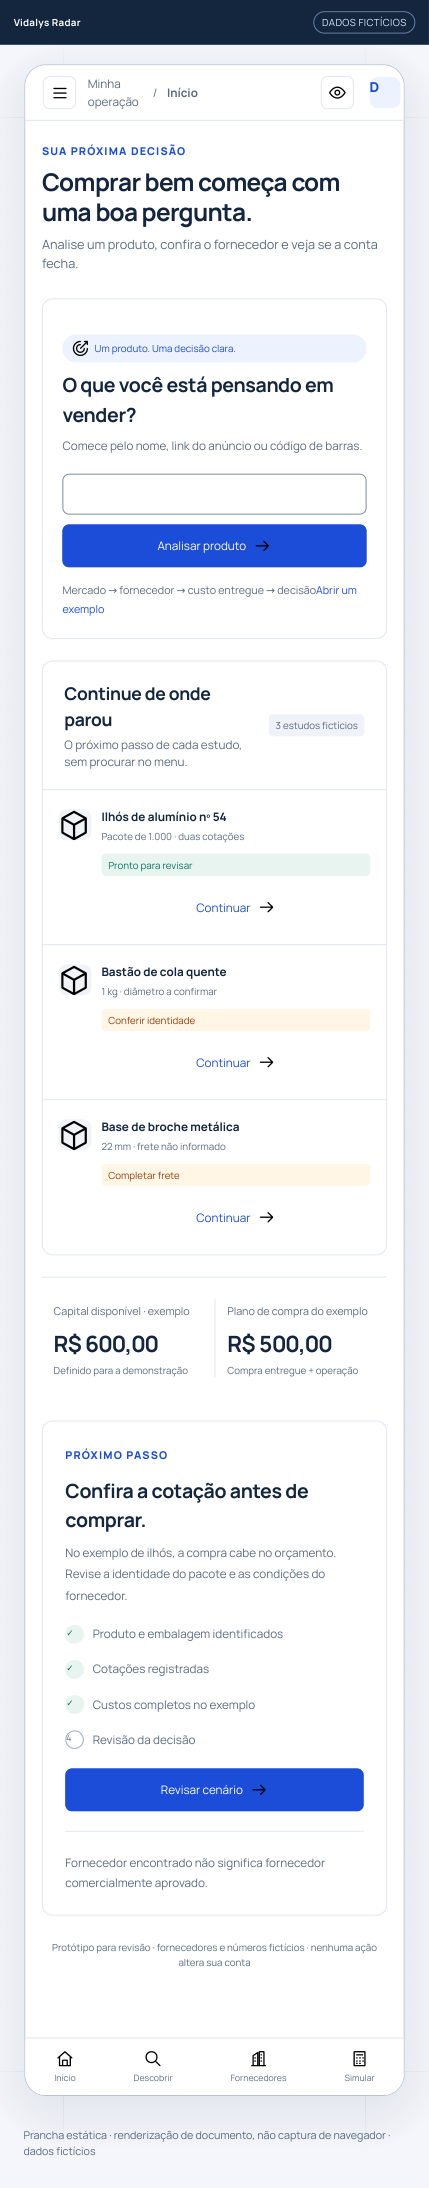 Vidalys Radar
DADOS FICTÍCIOS
Minha
operação
/ Início
D
SUA PRÓXIMA DECISÃO
Comprar bem começa com
uma boa pergunta.
Analise um produto, confira o fornecedor e veja se a conta
fecha.
Um produto. Uma decisão clara.
O que você está pensando em
vender?
Comece pelo nome, link do anúncio ou código de barras.
Analisar produto →
Mercado → fornecedor → custo entregue → decisãoAbrir um
exemplo
Continue de onde
parou
O próximo passo de cada estudo,
sem procurar no menu.
3 estudos fictícios
Ilhós de alumínio nº 54
Pacote de 1.000 · duas cotações
Pronto para revisar
Continuar →
Bastão de cola quente
1 kg · diâmetro a confirmar
Conferir identidade
Continuar →
Base de broche metálica
22 mm · frete não informado
Completar frete
Continuar →
Capital disponível · exemplo
R$ 600,00
Definido para a demonstração
Plano de compra do exemplo
R$ 500,00
Compra entregue + operação
PRÓXIMO PASSO
Confira a cotação antes de
comprar.
No exemplo de ilhós, a compra cabe no orçamento.
Revise a identidade do pacote e as condições do
fornecedor.
✓ Produto e embalagem identificados
✓ Cotações registradas
✓ Custos completos no exemplo
4 Revisão da decisão
Revisar cenário →
Fornecedor encontrado não significa fornecedor
comercialmente aprovado.
Protótipo para revisão · fornecedores e números fictícios · nenhuma ação
altera sua conta
Início
Descobrir
Fornecedores
Simular
Prancha estática · renderização de documento, não captura de navegador ·
dados fictícios